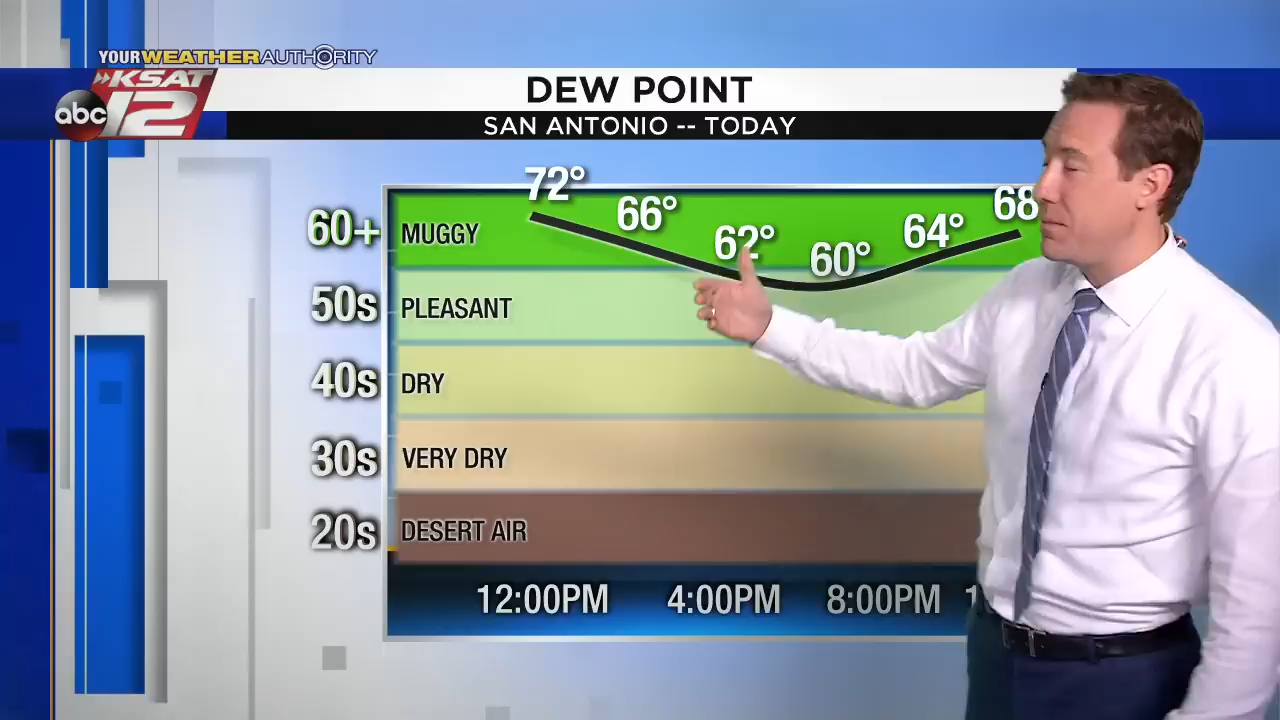 YOURWEATHERAUTHORITY
KSAT
abc 12
DEW POINT
SAN ANTONIO -- TODAY
72°
66°
62°
60°
64°
68
60+ MUGGY
50s PLEASANT
40s DRY
30s VERY DRY
20s DESERT AIR
12:00PM 4:00PM 8:00PM